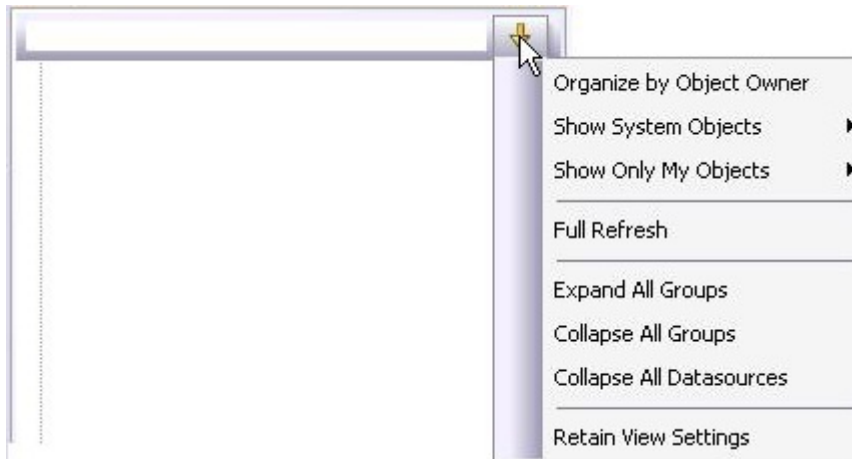 Organize by Object Owner
Show System Objects
Show Only My Objects
Full Refresh
Expand All Groups
Collapse All Groups
Collapse All Datasources
Retain View Settings